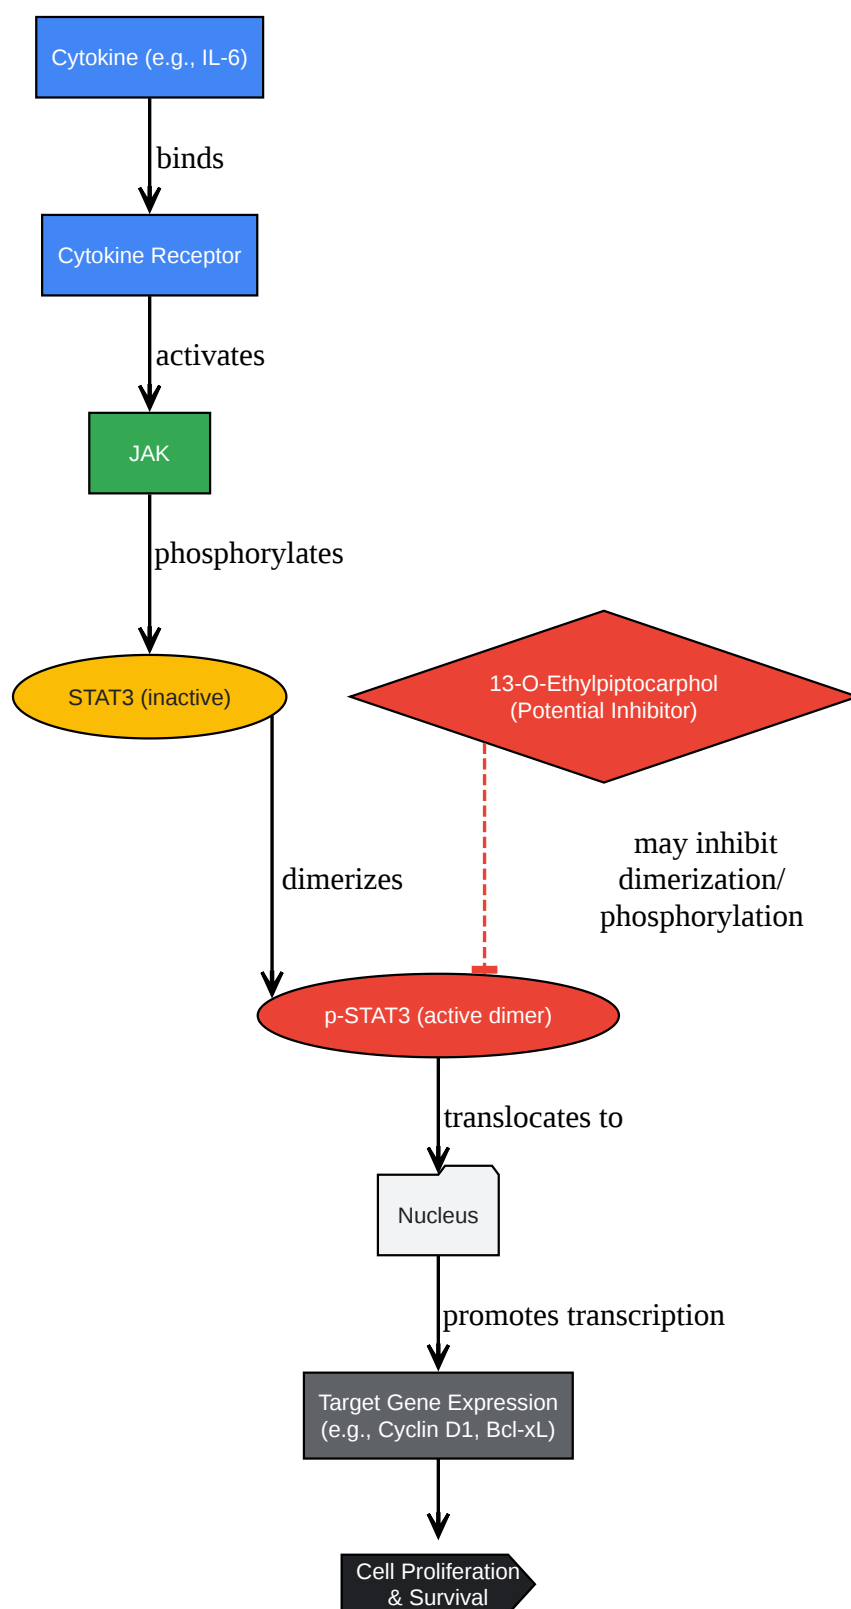 Cytokine (e.g., IL-6)
binds
Cytokine Receptor
activates
JAK
phosphorylates
STAT3 (inactive)
13-O-Ethylpiptocarphol
(Potential Inhibitor)
dimerizes
may inhibit
dimerization/
phosphorylation
p-STAT3 (active dimer)
translocates to
Nucleus
promotes transcription
Target Gene Expression
(e.g., Cyclin D1, Bcl-xL)
Cell Proliferation
& Survival